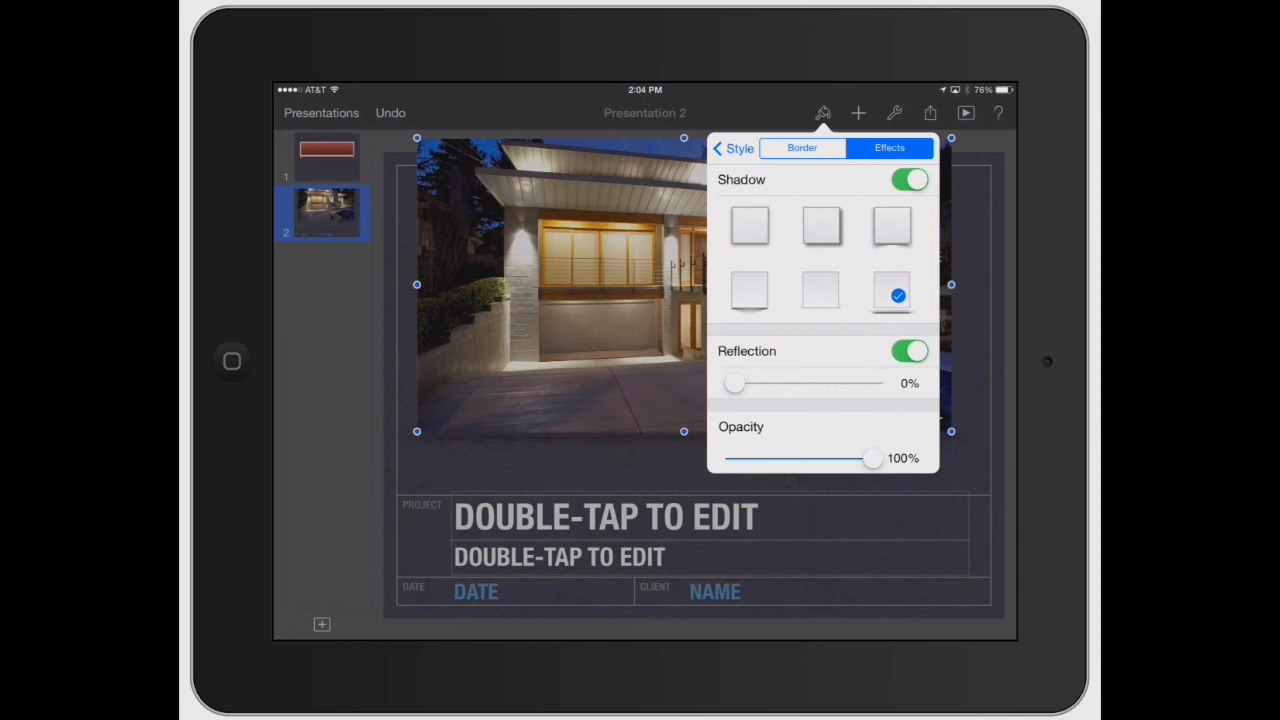 AT&T 2:04 PM 76%
Presentations Undo Presentation 2 ?
1
2
Style Border Effects
Shadow
Reflection
0%
Opacity
100%
PROJECT DOUBLE-TAP TO EDIT
DOUBLE-TAP TO EDIT
DATE DATE CLIENT NAME